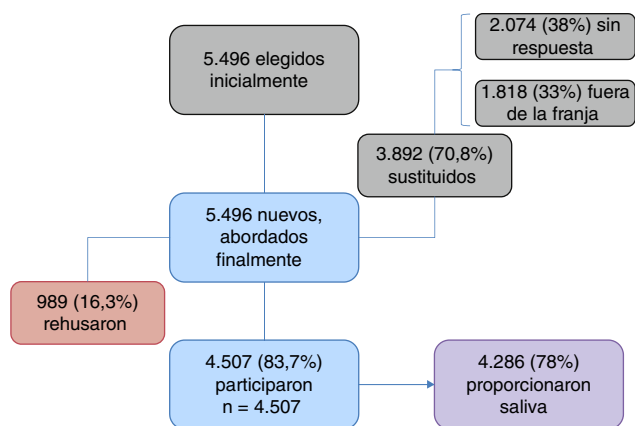 5.496 elegidos
inicialmente
2.074 (38%) sin
respuesta
1.818 (33%) fuera
de la franja
3.892 (70,8%)
sustituidos
5.496 nuevos,
abordados
finalmente
989 (16,3%)
rehusaron
4.507 (83,7%)
participaron
n = 4.507
4.286 (78%)
proporcionaron
saliva